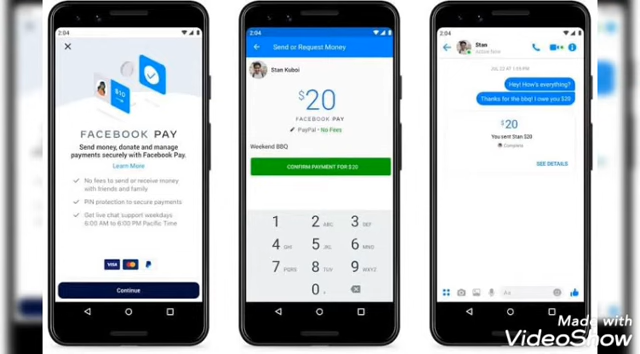 2:04
$10
FACEBOOK PAY
Send money, donate and manage
payments securely with Facebook Pay.
Learn More
No fees to send or receive money
with friends and family
PIN protection to secure payments
Get live chat support weekdays
6:00 AM to 6:00 PM Pacific Time
VISA
Continue
2:04
Send or Request Money
Stan Kuboi
$20
FACEBOOK PAY
PayPal • No Fees
Weekend BBQ
CONFIRM PAYMENT FOR $20
1 2 ABC 3 DEF
4 GHI 5 JKL 6 MNO
7 PQRS 8 TUV 9 WXYZ
0
2:04
Stan
Hey! How's everything?
Thanks for the bbq! I owe you $20
$20
You sent Stan $20
Complete
SEE DETAILS
Aa
Made with
VideoShow